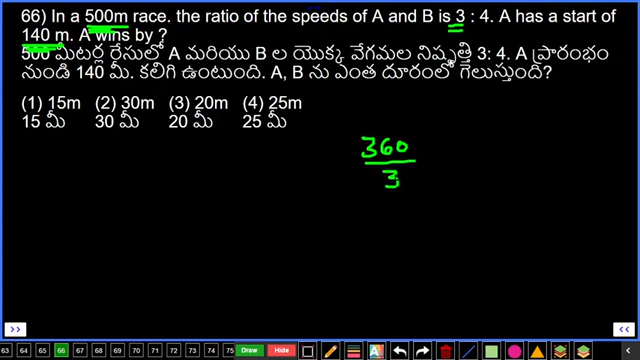 66) In a 500m race. the ratio of the speeds of A and B is 3 : 4. A has a start of
140 m. A wins by ?
500 మీటర్ల రేసులో A మరియు B ల యొక్క వేగమల నిష్పత్తి 3: 4. A ప్రారంభం
నుండి 140 మీ. కలిగి ఉంటుంది. A, B ను ఎంత దూరంలో గెలుస్తుంది?
(1) 15m (2) 30m (3) 20m (4) 25m
15 మీ 30 మీ 20 మీ 25 మీ
360
3
>> <<
63 64 65 66 67 68 69 70 71 72 73 74 75 Draw Hide